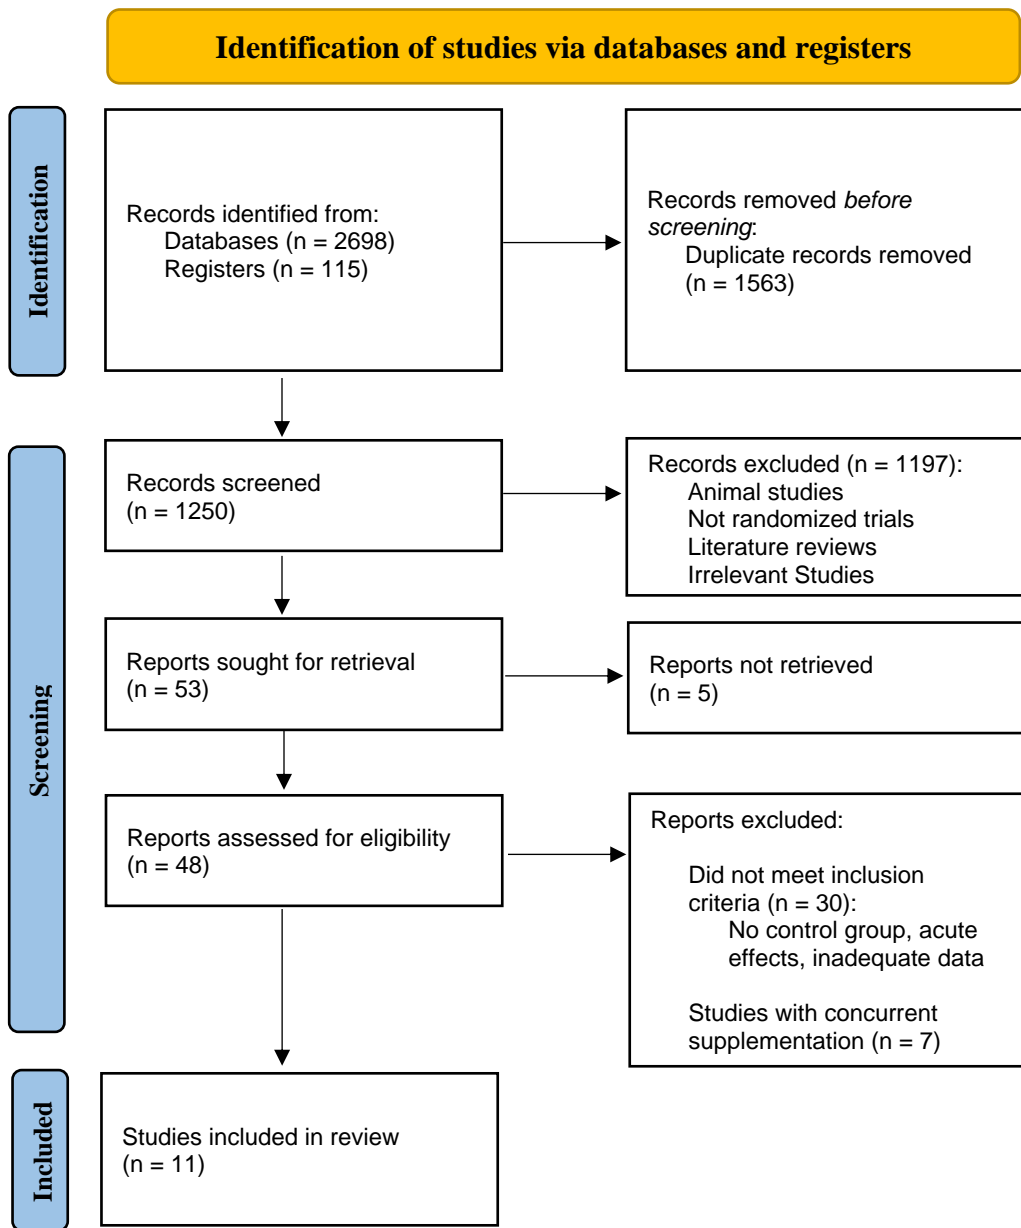 Identification of studies via databases and registers
Identification
Records identified from:
Databases (n = 2698)
Registers (n = 115)
Records removed before
screening:
Duplicate records removed
(n = 1563)
Screening
Records screened
(n = 1250)
Records excluded (n = 1197):
Animal studies
Not randomized trials
Literature reviews
Irrelevant Studies
Reports sought for retrieval
(n = 53)
Reports not retrieved
(n = 5)
Reports assessed for eligibility
(n = 48)
Reports excluded:
Did not meet inclusion
criteria (n = 30):
No control group, acute
effects, inadequate data
Studies with concurrent
supplementation (n = 7)
Included
Studies included in review
(n = 11)